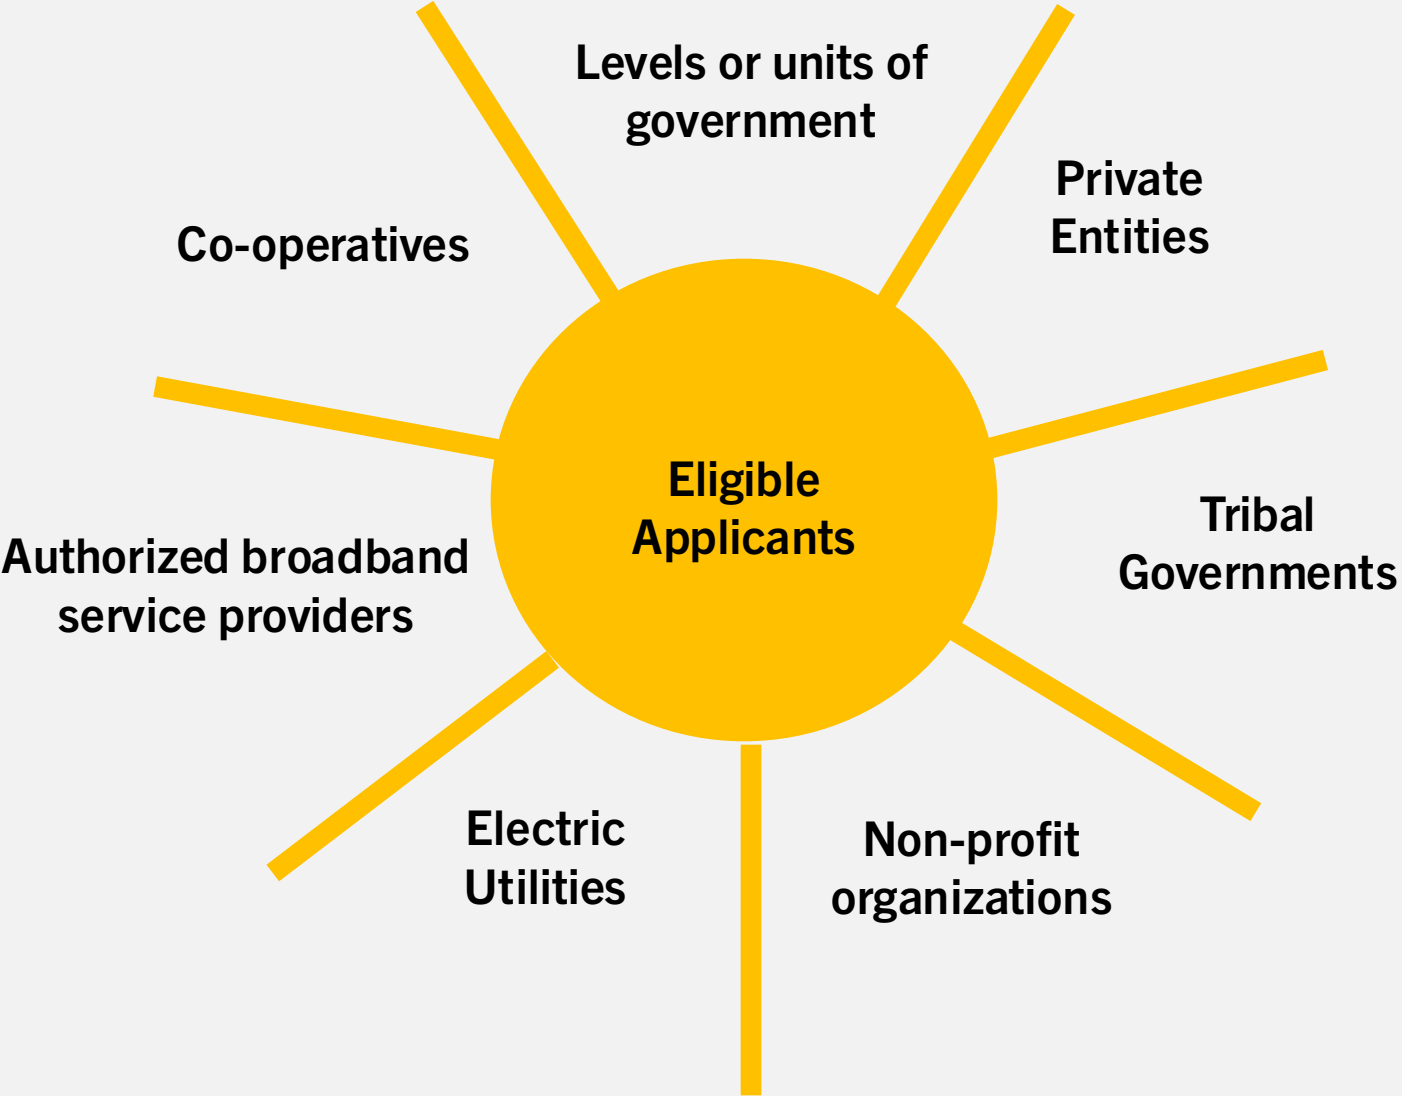 Levels or units of
government
Private
Entities
Co-operatives
Eligible
Applicants
Tribal
Governments
Authorized broadband
service providers
Electric
Utilities
Non-profit
organizations